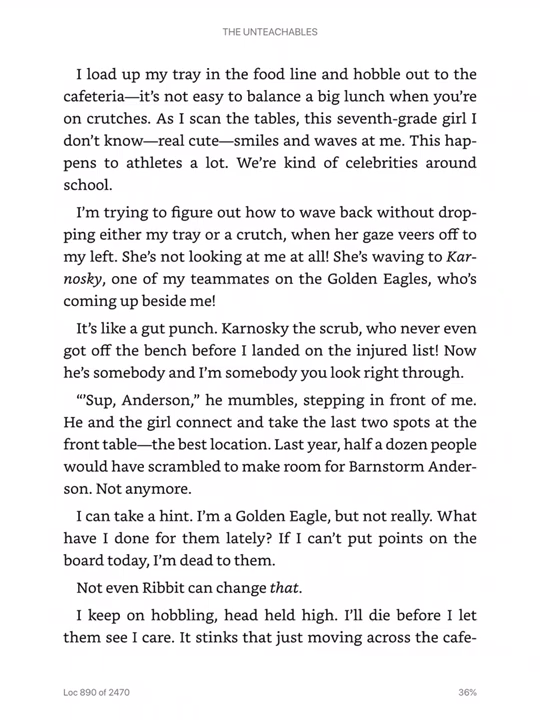 THE UNTEACHABLES
I load up my tray in the food line and hobble out to the
cafeteria—it's not easy to balance a big lunch when you're
on crutches. As I scan the tables, this seventh-grade girl I
don't know—real cute—smiles and waves at me. This hap-
pens to athletes a lot. We're kind of celebrities around
school.
I'm trying to figure out how to wave back without drop-
ping either my tray or a crutch, when her gaze veers off to
my left. She's not looking at me at all! She's waving to Kar-
nosky, one of my teammates on the Golden Eagles, who's
coming up beside me!
It's like a gut punch. Karnosky the scrub, who never even
got off the bench before I landed on the injured list! Now
he's somebody and I'm somebody you look right through.
“'Sup, Anderson,” he mumbles, stepping in front of me.
He and the girl connect and take the last two spots at the
front table—the best location. Last year, half a dozen people
would have scrambled to make room for Barnstorm Ander-
son. Not anymore.
I can take a hint. I'm a Golden Eagle, but not really. What
have I done for them lately? If I can't put points on the
board today, I'm dead to them.
Not even Ribbit can change that.
I keep on hobbling, head held high. I'll die before I let
them see I care. It stinks that just moving across the cafe-
Loc 890 of 2470
36%